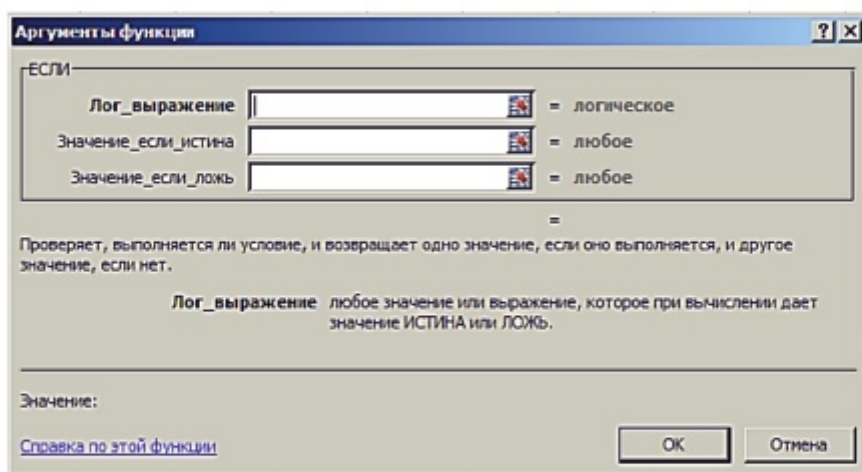 Аргументы функции
ЕСЛИ
Лог_выражение = логическое
Значение_если_истина = любое
Значение_если_ложь = любое
=
Проверяет, выполняется ли условие, и возвращает одно значение, если оно выполняется, и другое
значение, если нет.
Лог_выражение любое значение или выражение, которое при вычислении дает
значение ИСТИНА или ЛОЖЬ.
Значение:
Справка по этой функции
ОК Отмена